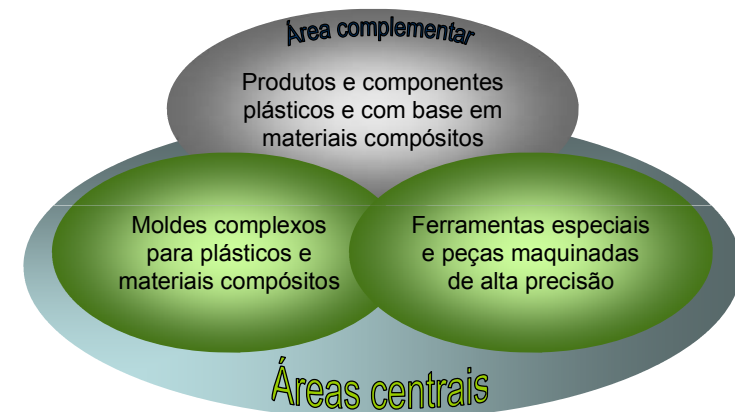 Área complementar
Produtos e componentes
plásticos e com base em
materiais compósitos
Moldes complexos
para plásticos e
materiais compósitos
Ferramentas especiais
e peças maquinadas
de alta precisão
Áreas centrais